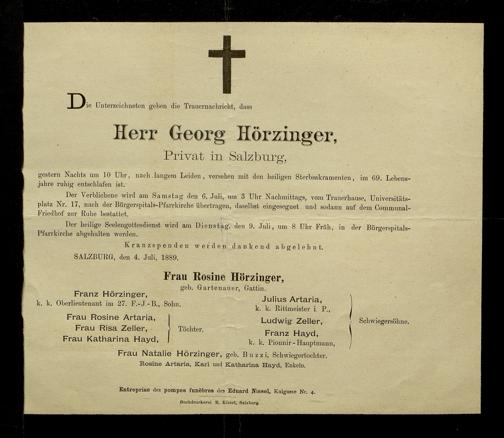 Die Unterzeichneten geben die Trauernachricht, dass
Herr Georg Hörzinger,
Privat in Salzburg,
gestern Nachts um 10 Uhr, nach langem Leiden, versehen mit den heiligen Sterbsakramenten, im 69. Lebens-
jahre ruhig entschlafen ist.
Der Verblichene wird am Samstag den 6. Juli, um 3 Uhr Nachmittags, vom Trauerhause, Universitäts-
platz Nr. 17, nach der Bürgerspitals-Pfarrkirche übertragen, daselbst eingesegnet und sodann auf dem Communal-
Friedhof zur Ruhe bestattet.
Der heilige Seelengottesdienst wird am Dienstag, den 9. Juli, um 8 Uhr Früh, in der Bürgerspitals-
Pfarrkirche abgehalten werden.
Kranzspenden werden dankend abgelehnt.
SALZBURG, den 4. Juli, 1889.
Frau Rosine Hörzinger,
geb. Gartenauer, Gattin.
Franz Hörzinger,
k. k. Oberlieutenant im 27. F.-J.-B., Sohn.
Frau Rosine Artaria,
Frau Risa Zeller,
Frau Katharina Hayd,
Töchter.
Julius Artaria,
k. k. Rittmeister i. P.,
Ludwig Zeller,
Franz Hayd,
k. k. Pionnir-Hauptmann,
Schwiegersöhne.
Frau Natalie Hörzinger, geb. Buzzi, Schwiegertochter.
Rosine Artaria, Karl und Katharina Hayd, Enkeln.
Entreprise des pompes funèbres des Eduard Nissel, Kaigasse Nr. 4.
Buchdruckerei R. Kiesel, Salzburg.